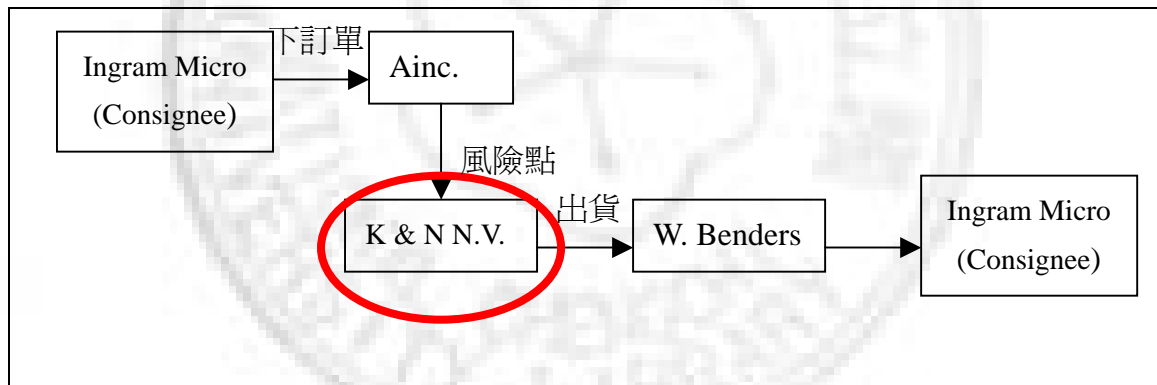 下訂單
Ingram Micro
(Consignee)
Ainc.
風險點
K & N N.V.
出貨
W. Benders
Ingram Micro
(Consignee)